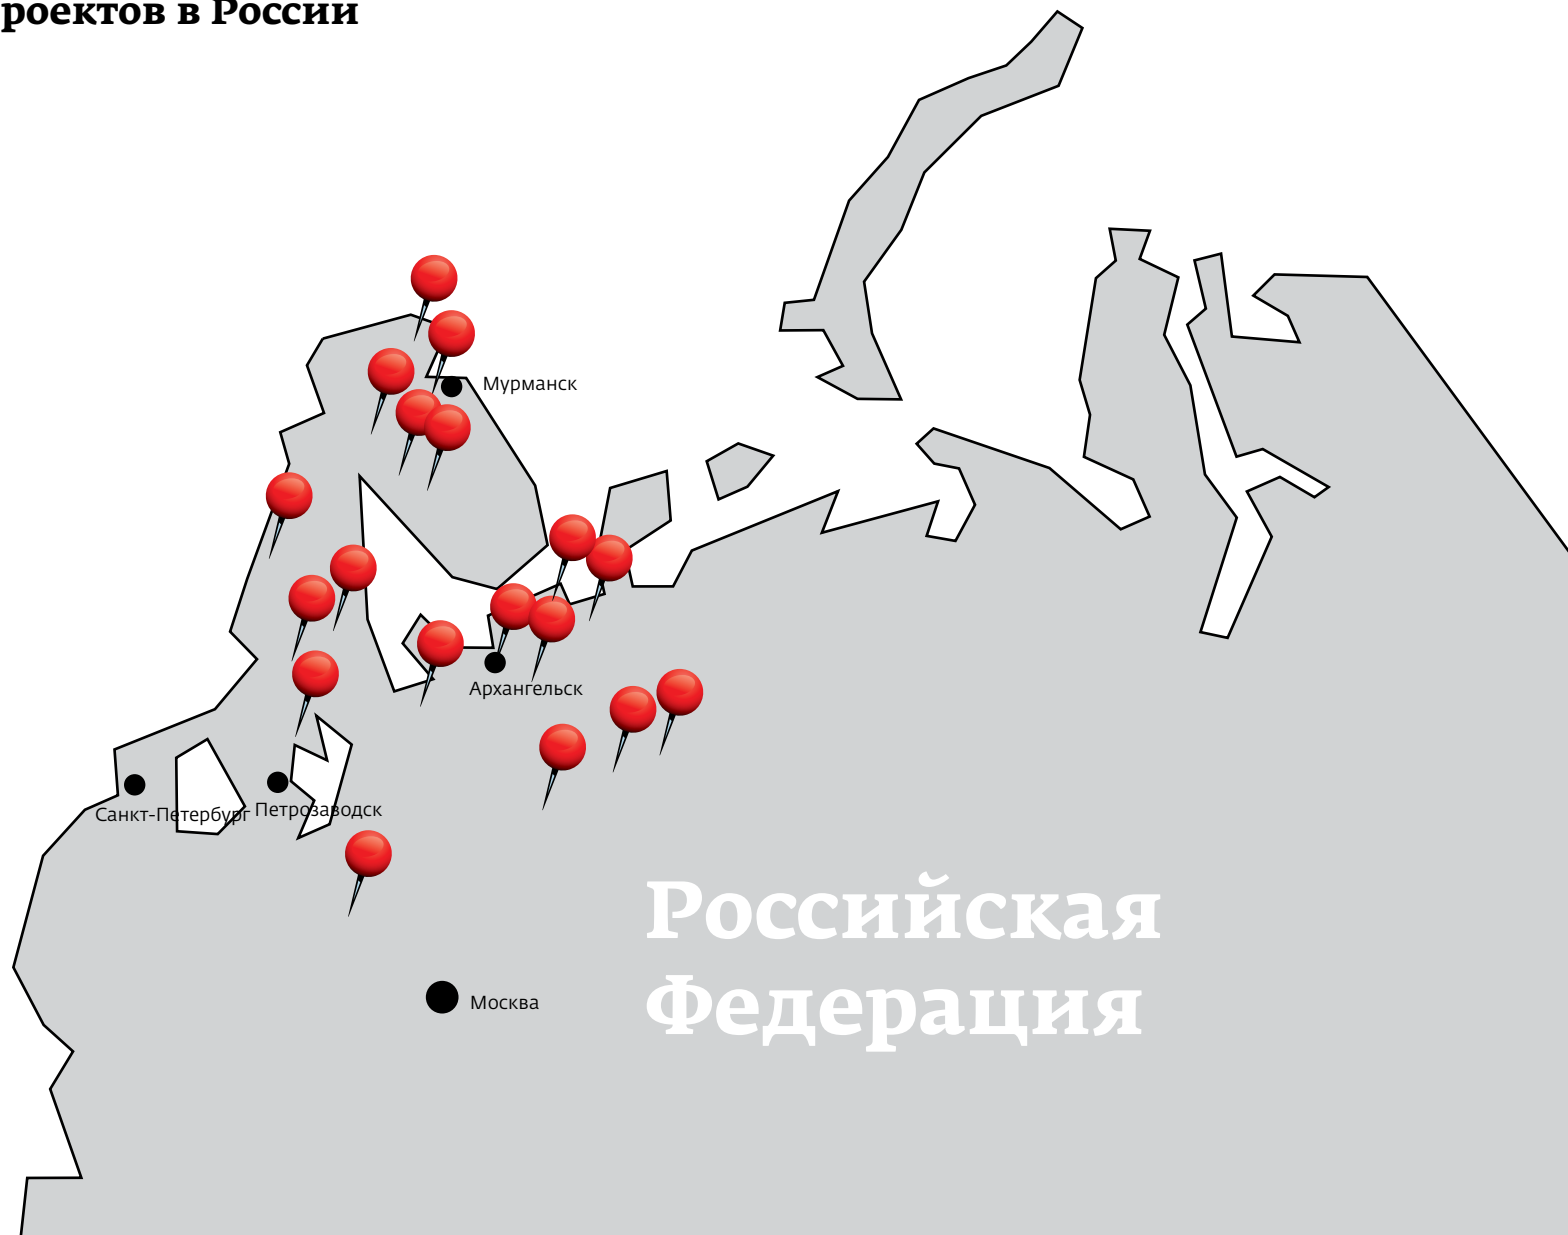 роектов в России
Мурманск
Архангельск
Санкт-Петербург
Петрозаводск
Российская
Федерация
Москва